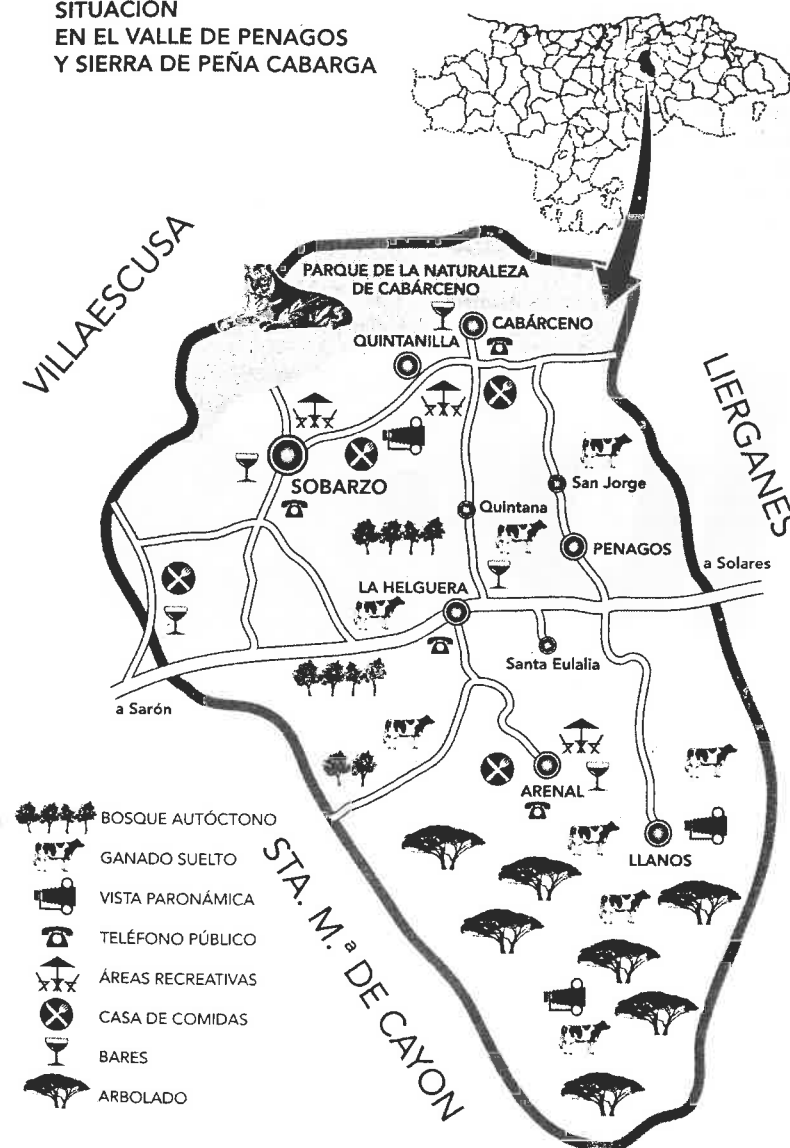 SITUACIÓN
EN EL VALLE DE PENAGOS
Y SIERRA DE PEÑA CABARGA
VILLAESCUSA
PARQUE DE LA NATURALEZA
DE CABÁRCENO
CABÁRCENO
QUINTANILLA
LIERGANES
SOBARZO
San Jorge
Quintana
PENAGOS
a Solares
LA HELGUERA
Santa Eulalia
a Sarón
ARENAL
LLANOS
STA. M.ª DE CAYON
BOSQUE AUTÓCTONO
GANADO SUELTO
VISTA PARONÁMICA
TELÉFONO PÚBLICO
ÁREAS RECREATIVAS
CASA DE COMIDAS
BARES
ARBOLADO